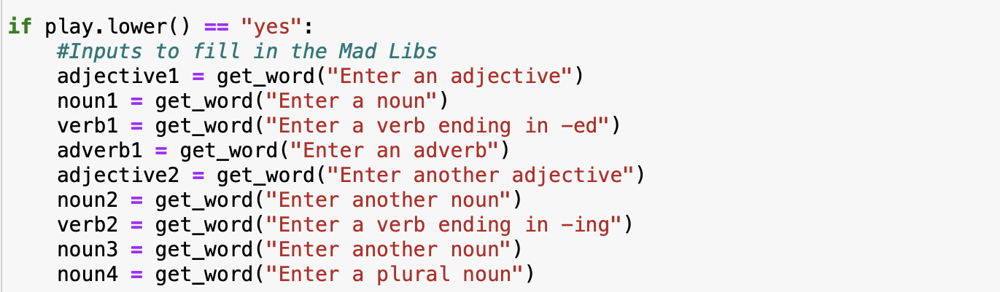 if play.lower() == "yes":
    #Inputs to fill in the Mad Libs
    adjective1 = get_word("Enter an adjective")
    noun1 = get_word("Enter a noun")
    verb1 = get_word("Enter a verb ending in -ed")
    adverb1 = get_word("Enter an adverb")
    adjective2 = get_word("Enter another adjective")
    noun2 = get_word("Enter another noun")
    verb2 = get_word("Enter a verb ending in -ing")
    noun3 = get_word("Enter another noun")
    noun4 = get_word("Enter a plural noun")